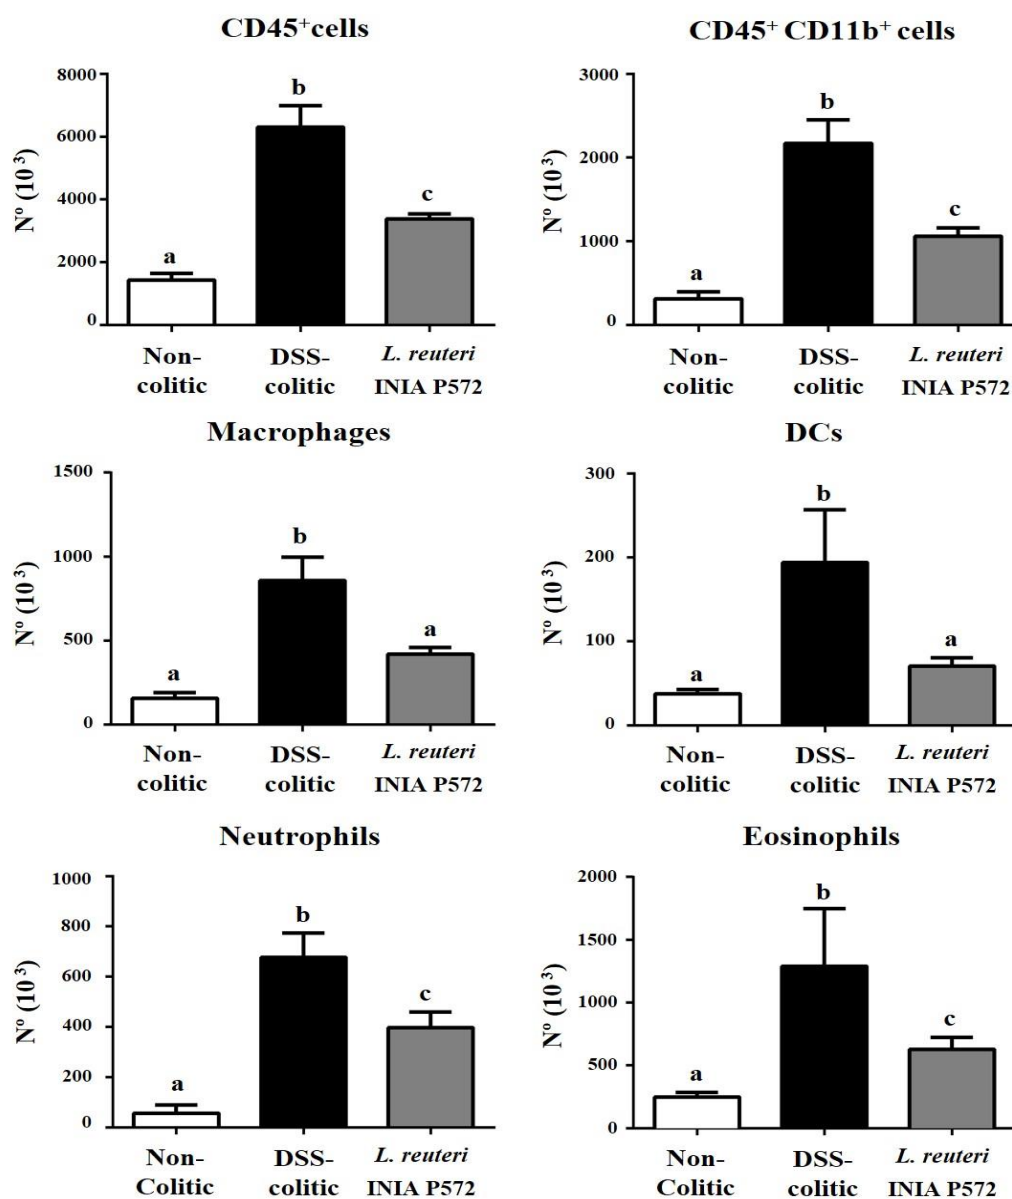 CD45⁺cells
8000
6000
4000
2000
0
Nº (10³)
a
b
c
Non-
colitic
DSS-
colitic
L. reuteri
INIA P572
CD45⁺ CD11b⁺ cells
3000
2000
1000
0
Nº (10³)
a
b
c
Non-
colitic
DSS-
colitic
L. reuteri
INIA P572
Macrophages
1500
1000
500
0
Nº (10³)
a
b
a
Non-
colitic
DSS-
colitic
L. reuteri
INIA P572
DCs
300
200
100
0
Nº (10³)
a
b
a
Non-
colitic
DSS-
colitic
L. reuteri
INIA P572
Neutrophils
1000
800
600
400
200
0
Nº (10³)
a
b
c
Non-
Colitic
DSS-
colitic
L. reuteri
INIA P572
Eosinophils
2000
1500
1000
500
0
Nº (10³)
a
b
c
Non-
colitic
DSS-
colitic
L. reuteri
INIA P572